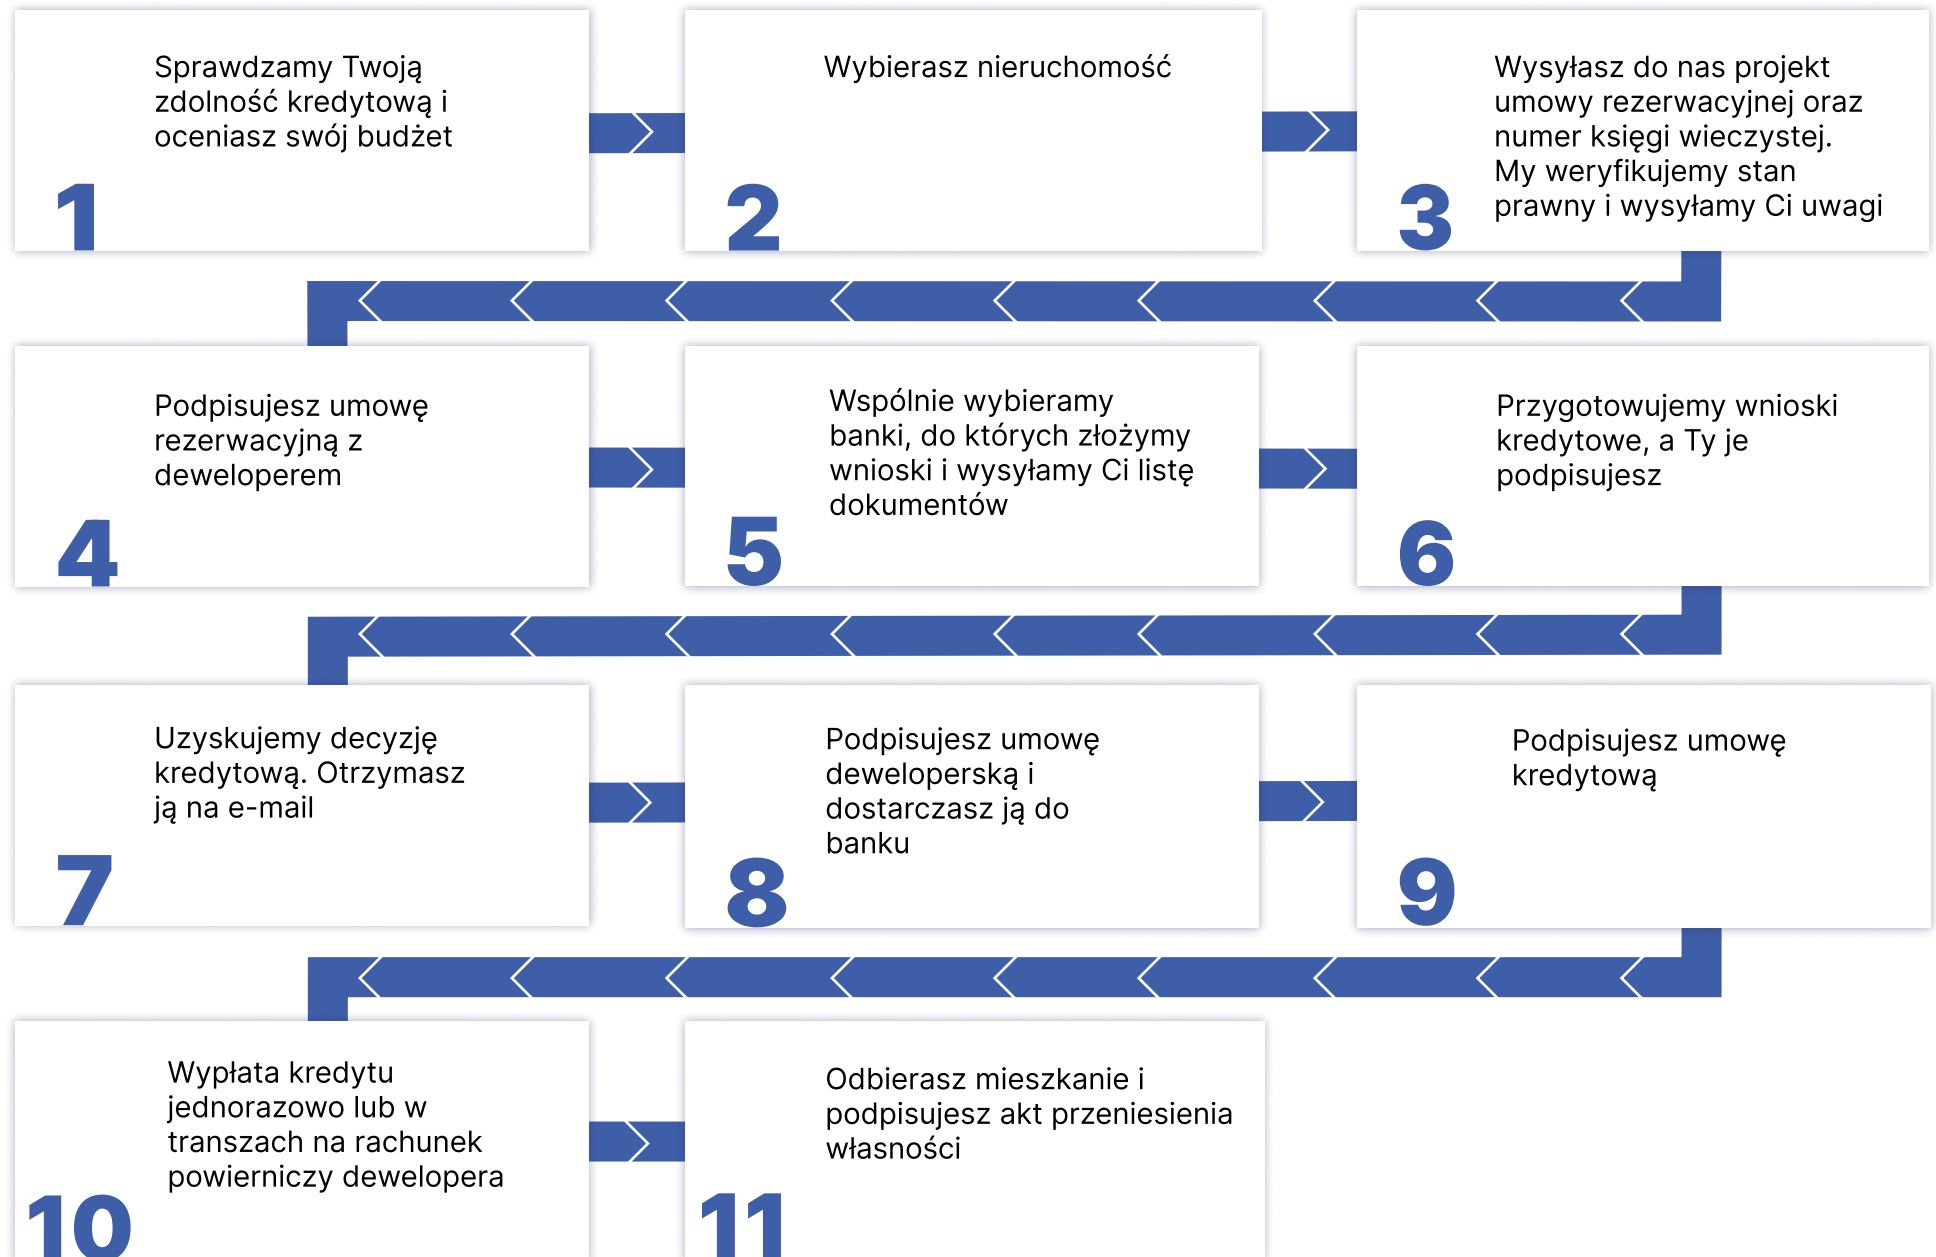 Sprawdzamy Twoją
zdolność kredytową i
oceniasz swój budżet
1
Wybierasz nieruchomość
2
Wysyłasz do nas projekt
umowy rezerwacyjnej oraz
numer księgi wieczystej.
My weryfikujemy stan
prawny i wysyłamy Ci uwagi
3
Podpisujesz umowę
rezerwacyjną z
deweloperem
4
Wspólnie wybieramy
banki, do których złożymy
wnioski i wysyłamy Ci listę
dokumentów
5
Przygotowujemy wnioski
kredytowe, a Ty je
podpisujesz
6
Uzyskujemy decyzję
kredytową. Otrzymasz
ją na e-mail
7
Podpisujesz umowę
deweloperską i
dostarczasz ją do
banku
8
Podpisujesz umowę
kredytową
9
Wypłata kredytu
jednorazowo lub w
transzach na rachunek
powierniczy dewelopera
10
Odbierasz mieszkanie i
podpisujesz akt przeniesienia
własności
11